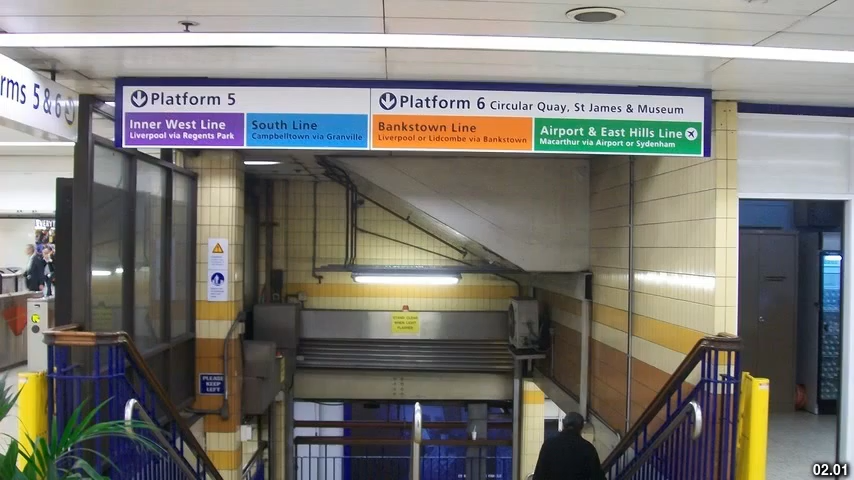 rms 5 & 6
Platform 5
Inner West Line
Liverpool via Regents Park
South Line
Campbelltown via Granville
Platform 6 Circular Quay, St James & Museum
Bankstown Line
Liverpool or Lidcombe via Bankstown
Airport & East Hills Line
Macarthur via Airport or Sydenham
PLEASE
KEEP
LEFT
02.01